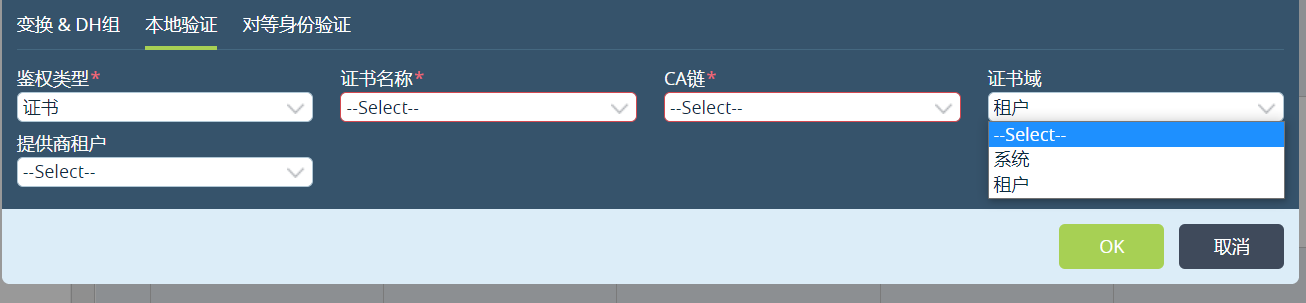 变换 & DH组 本地验证 对等身份验证
鉴权类型* 证书名称* CA链* 证书域
证书 --Select-- --Select-- 租户
提供商租户 --Select--
--Select-- 系统
租户
OK 取消